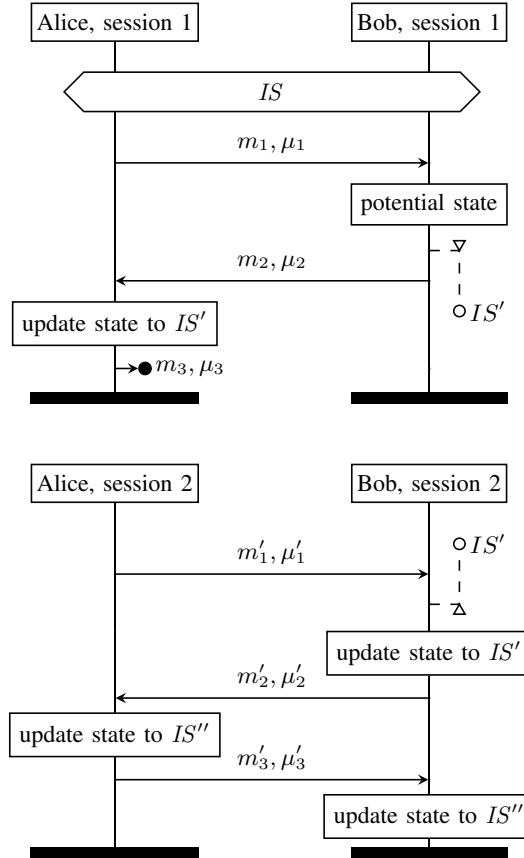 Alice, session 1 Bob, session 1
IS
m₁, μ₁
potential state
m₂, μ₂
IS′
update state to IS′
m₃, μ₃
Alice, session 2 Bob, session 2
IS′
m′₁, μ′₁
update state to IS′
m′₂, μ′₂
update state to IS″
m′₃, μ′₃
update state to IS″